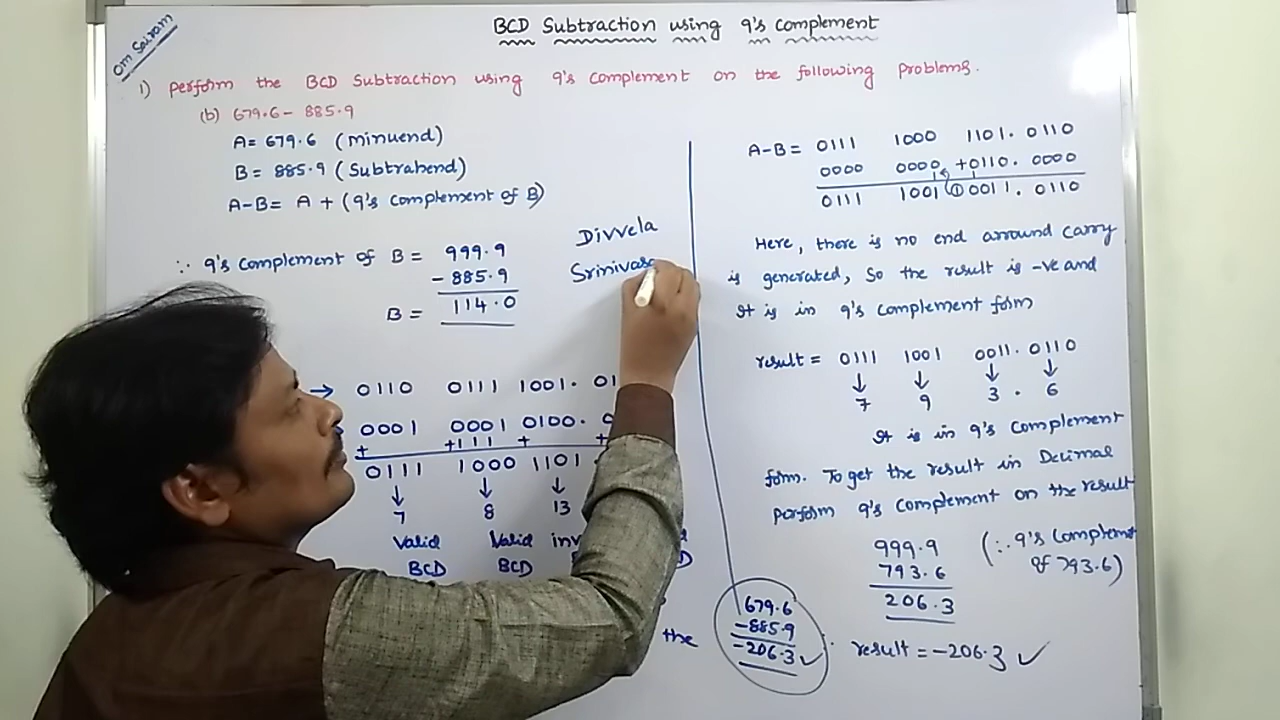 Om Sairam
BCD Subtraction using 9's complement
1) perform the BCD Subtraction using 9's complement on the following problems.
(b) 679.6 - 885.9
A = 679.6 (minuend)
B = 885.9 (Subtrahend)
A-B = A + (9's complement of B)
∵ 9's complement of B = 999.9
- 885.9
B = 114.0
Divvela
Srinivasa
→ 0110 0111 1001. 01
0001 0001 0100.
+ +111 + +
0111 1000 1101
↓ ↓ ↓
7 8 13
Valid Valid inv
BCD BCD
the
A-B = 0111 1000 1101. 0110
0000 0000 +0110. 0000
0111 1001 ① 0011. 0110
Here, there is no end arround carry
is generated, So the result is -ve and
It is in 9's complement form
result = 0111 1001 0011. 0110
↓ ↓ ↓ ↓
7 9 3 . 6
It is in 9's complement
form. To get the result in Decimal
perform 9's complement on the result
999.9 (∵ 9's complement
793.6 of 793.6)
206.3
679.6
-885.9
-206.3 ✓
∴ result = -206.3 ✓